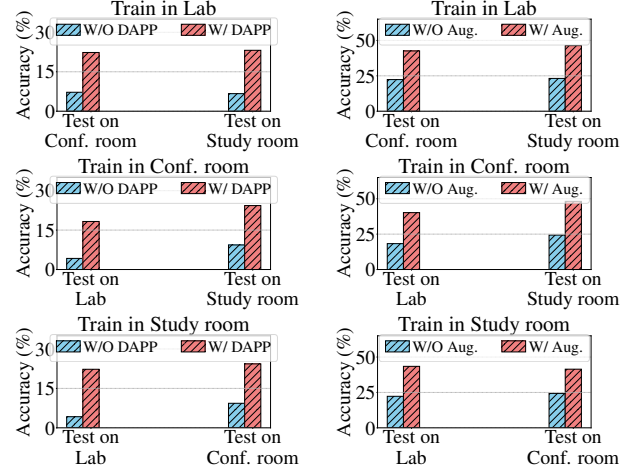 Train in Lab
W/O DAPP W/ DAPP
Accuracy (%)
30
15
0
Test on Conf. room
Test on Study room
Train in Lab
W/O Aug. W/ Aug.
Accuracy (%)
50
25
0
Test on Conf. room
Test on Study room
Train in Conf. room
W/O DAPP W/ DAPP
Accuracy (%)
30
15
0
Test on Lab
Test on Study room
Train in Conf. room
W/O Aug. W/ Aug.
Accuracy (%)
50
25
0
Test on Lab
Test on Study room
Train in Study room
W/O DAPP W/ DAPP
Accuracy (%)
30
15
0
Test on Lab
Test on Conf. room
Train in Study room
W/O Aug. W/ Aug.
Accuracy (%)
50
25
0
Test on Lab
Test on Conf. room